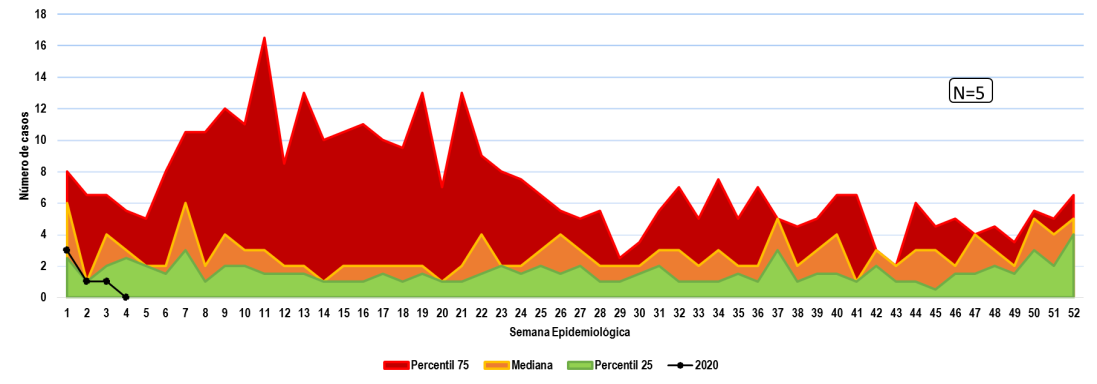 18
16
14
12
10
8
6
4
2
0
Número de casos
N=5
1 2 3 4 5 6 7 8 9 10 11 12 13 14 15 16 17 18 19 20 21 22 23 24 25 26 27 28 29 30 31 32 33 34 35 36 37 38 39 40 41 42 43 44 45 46 47 48 49 50 51 52
Semana Epidemiológica
Percentil 75 Mediana Percentil 25 2020